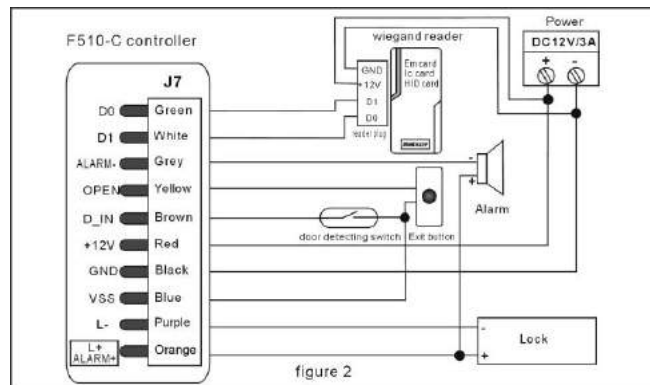 F510-C controller
J7
D0 Green
D1 White
ALARM- Grey
OPEN Yellow
D_IN Brown
+12V Red
GND Black
VSS Blue
L- Purple
L+
ALARM+
Orange
wiegand reader
GND
+12V
D1
D0
reader plug
Em card
Ic card
HID card
Power
DC12V/3A
+ -
-
+
Alarm
door detecting switch
Exit button
-
+
Lock
figure 2